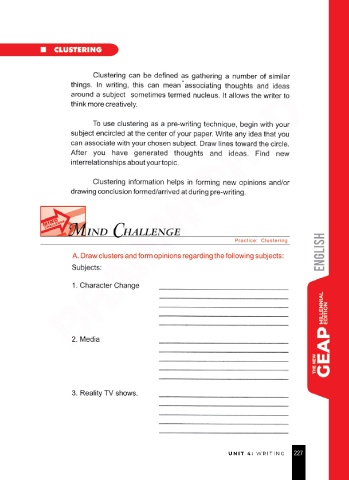 CLUSTERING
Clustering can be defined as gathering a number of similar
things. In writing, this can mean associating thoughts and ideas
around a subject sometimes termed nucleus. It allows the writer to
think more creatively.
To use clustering as a pre-writing technique, begin with your
subject encircled at the center of your paper. Write any idea that you
can associate with your chosen subject. Draw lines toward the circle.
After you have generated thoughts and ideas. Find new
interrelationships about your topic.
Clustering information helps in forming new opinions and/or
drawing conclusion formed/arrived at during pre-writing.
MIND CHALLENGE
Practice: Clustering
A. Draw clusters and form opinions regarding the following subjects:
Subjects:
1. Character Change
2. Media
3. Reality TV shows.
ENGLISH
THE NEW
GEAP
MILLENNIAL
EDITION
UNIT 4: WRITING 227